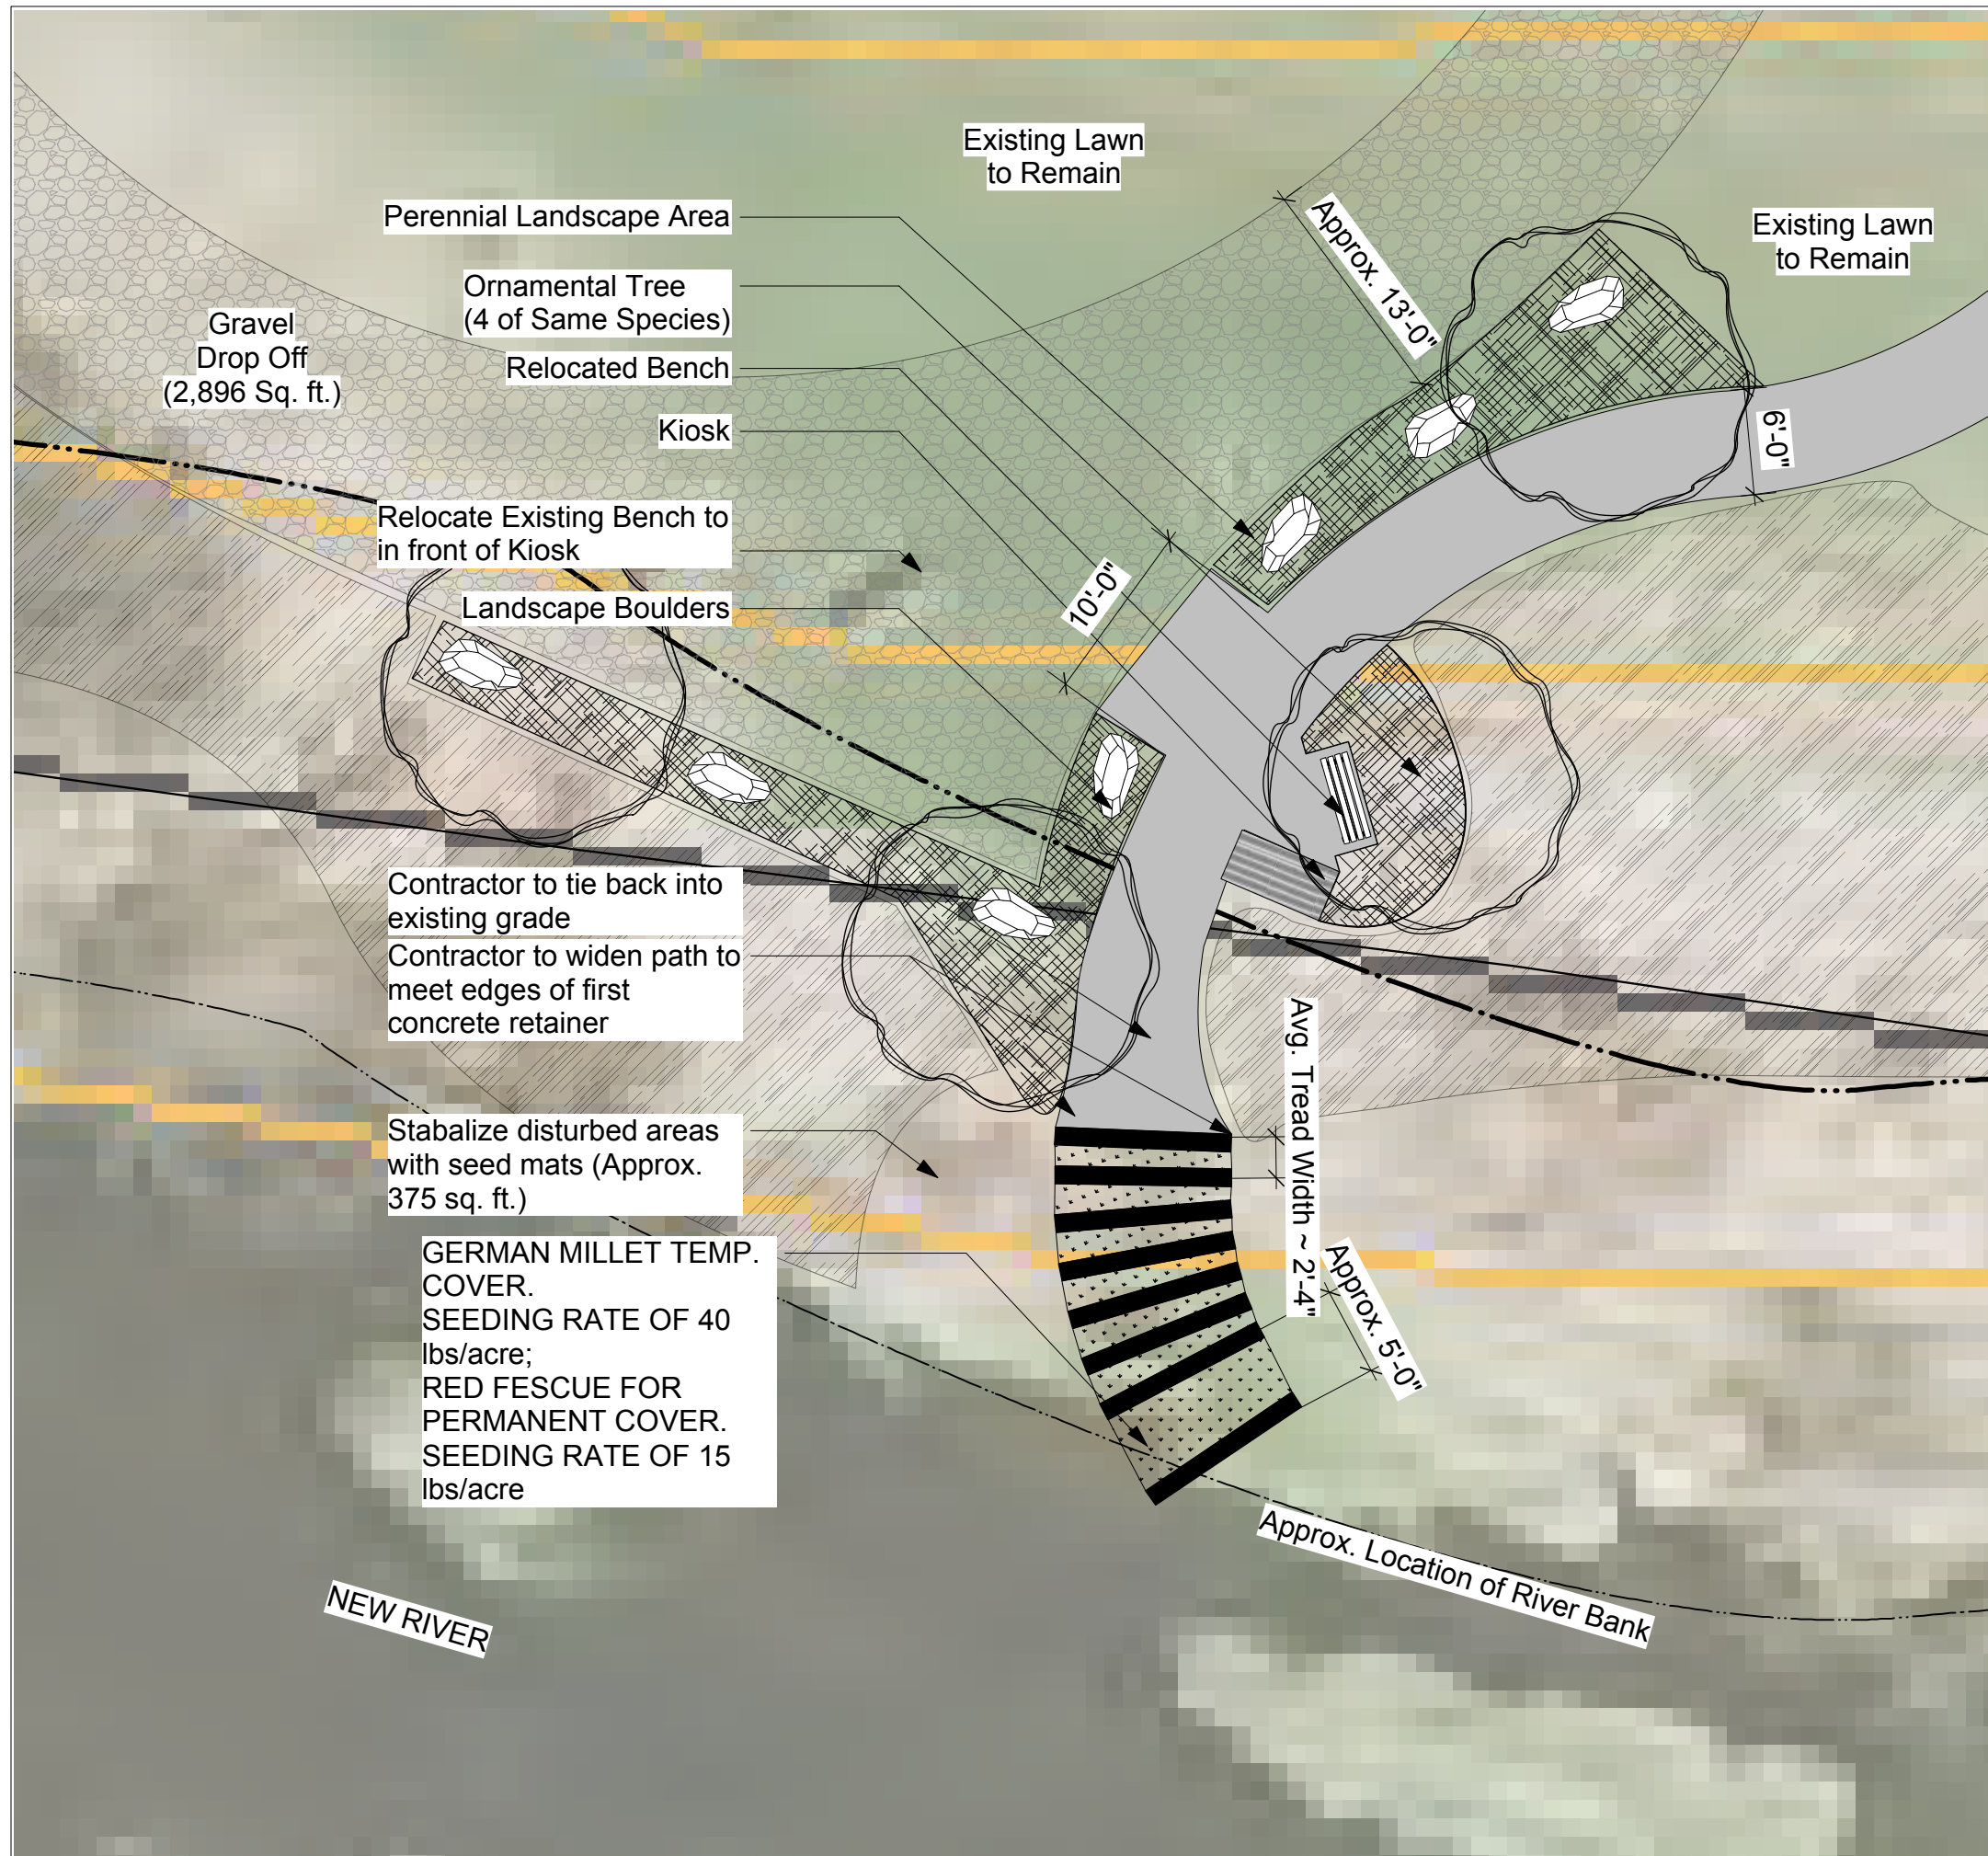 Existing Lawn
to Remain
Perennial Landscape Area
Approx. 13'-0"
Existing Lawn
to Remain
Ornamental Tree
(4 of Same Species)
Gravel
Drop Off
(2,896 Sq. ft.)
Relocated Bench
Kiosk
6'-0"
Relocate Existing Bench to
in front of Kiosk
10'-0"
Landscape Boulders
Contractor to tie back into
existing grade
Contractor to widen path to
meet edges of first
concrete retainer
Avg. Tread Width ~ 2'-4"
Stabalize disturbed areas
with seed mats (Approx.
375 sq. ft.)
Approx. 5'-0"
GERMAN MILLET TEMP.
COVER.
SEEDING RATE OF 40
lbs/acre;
RED FESCUE FOR
PERMANENT COVER.
SEEDING RATE OF 15
lbs/acre
Approx. Location of River Bank
NEW RIVER